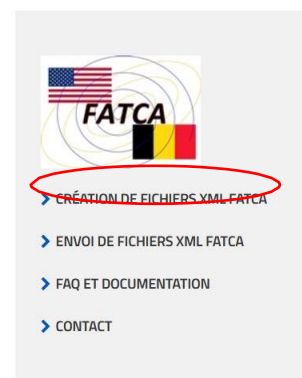 FATCA
CRÉATION DE FICHIERS XML FATCA
ENVOI DE FICHIERS XML FATCA
FAQ ET DOCUMENTATION
CONTACT